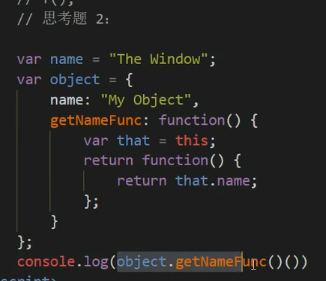 // 思考题 2：
var name = "The Window";
var object = {
name: "My Object",
getNameFunc: function() {
var that = this;
return function() {
return that.name;
};
}
};
console.log(object.getNameFunc()())